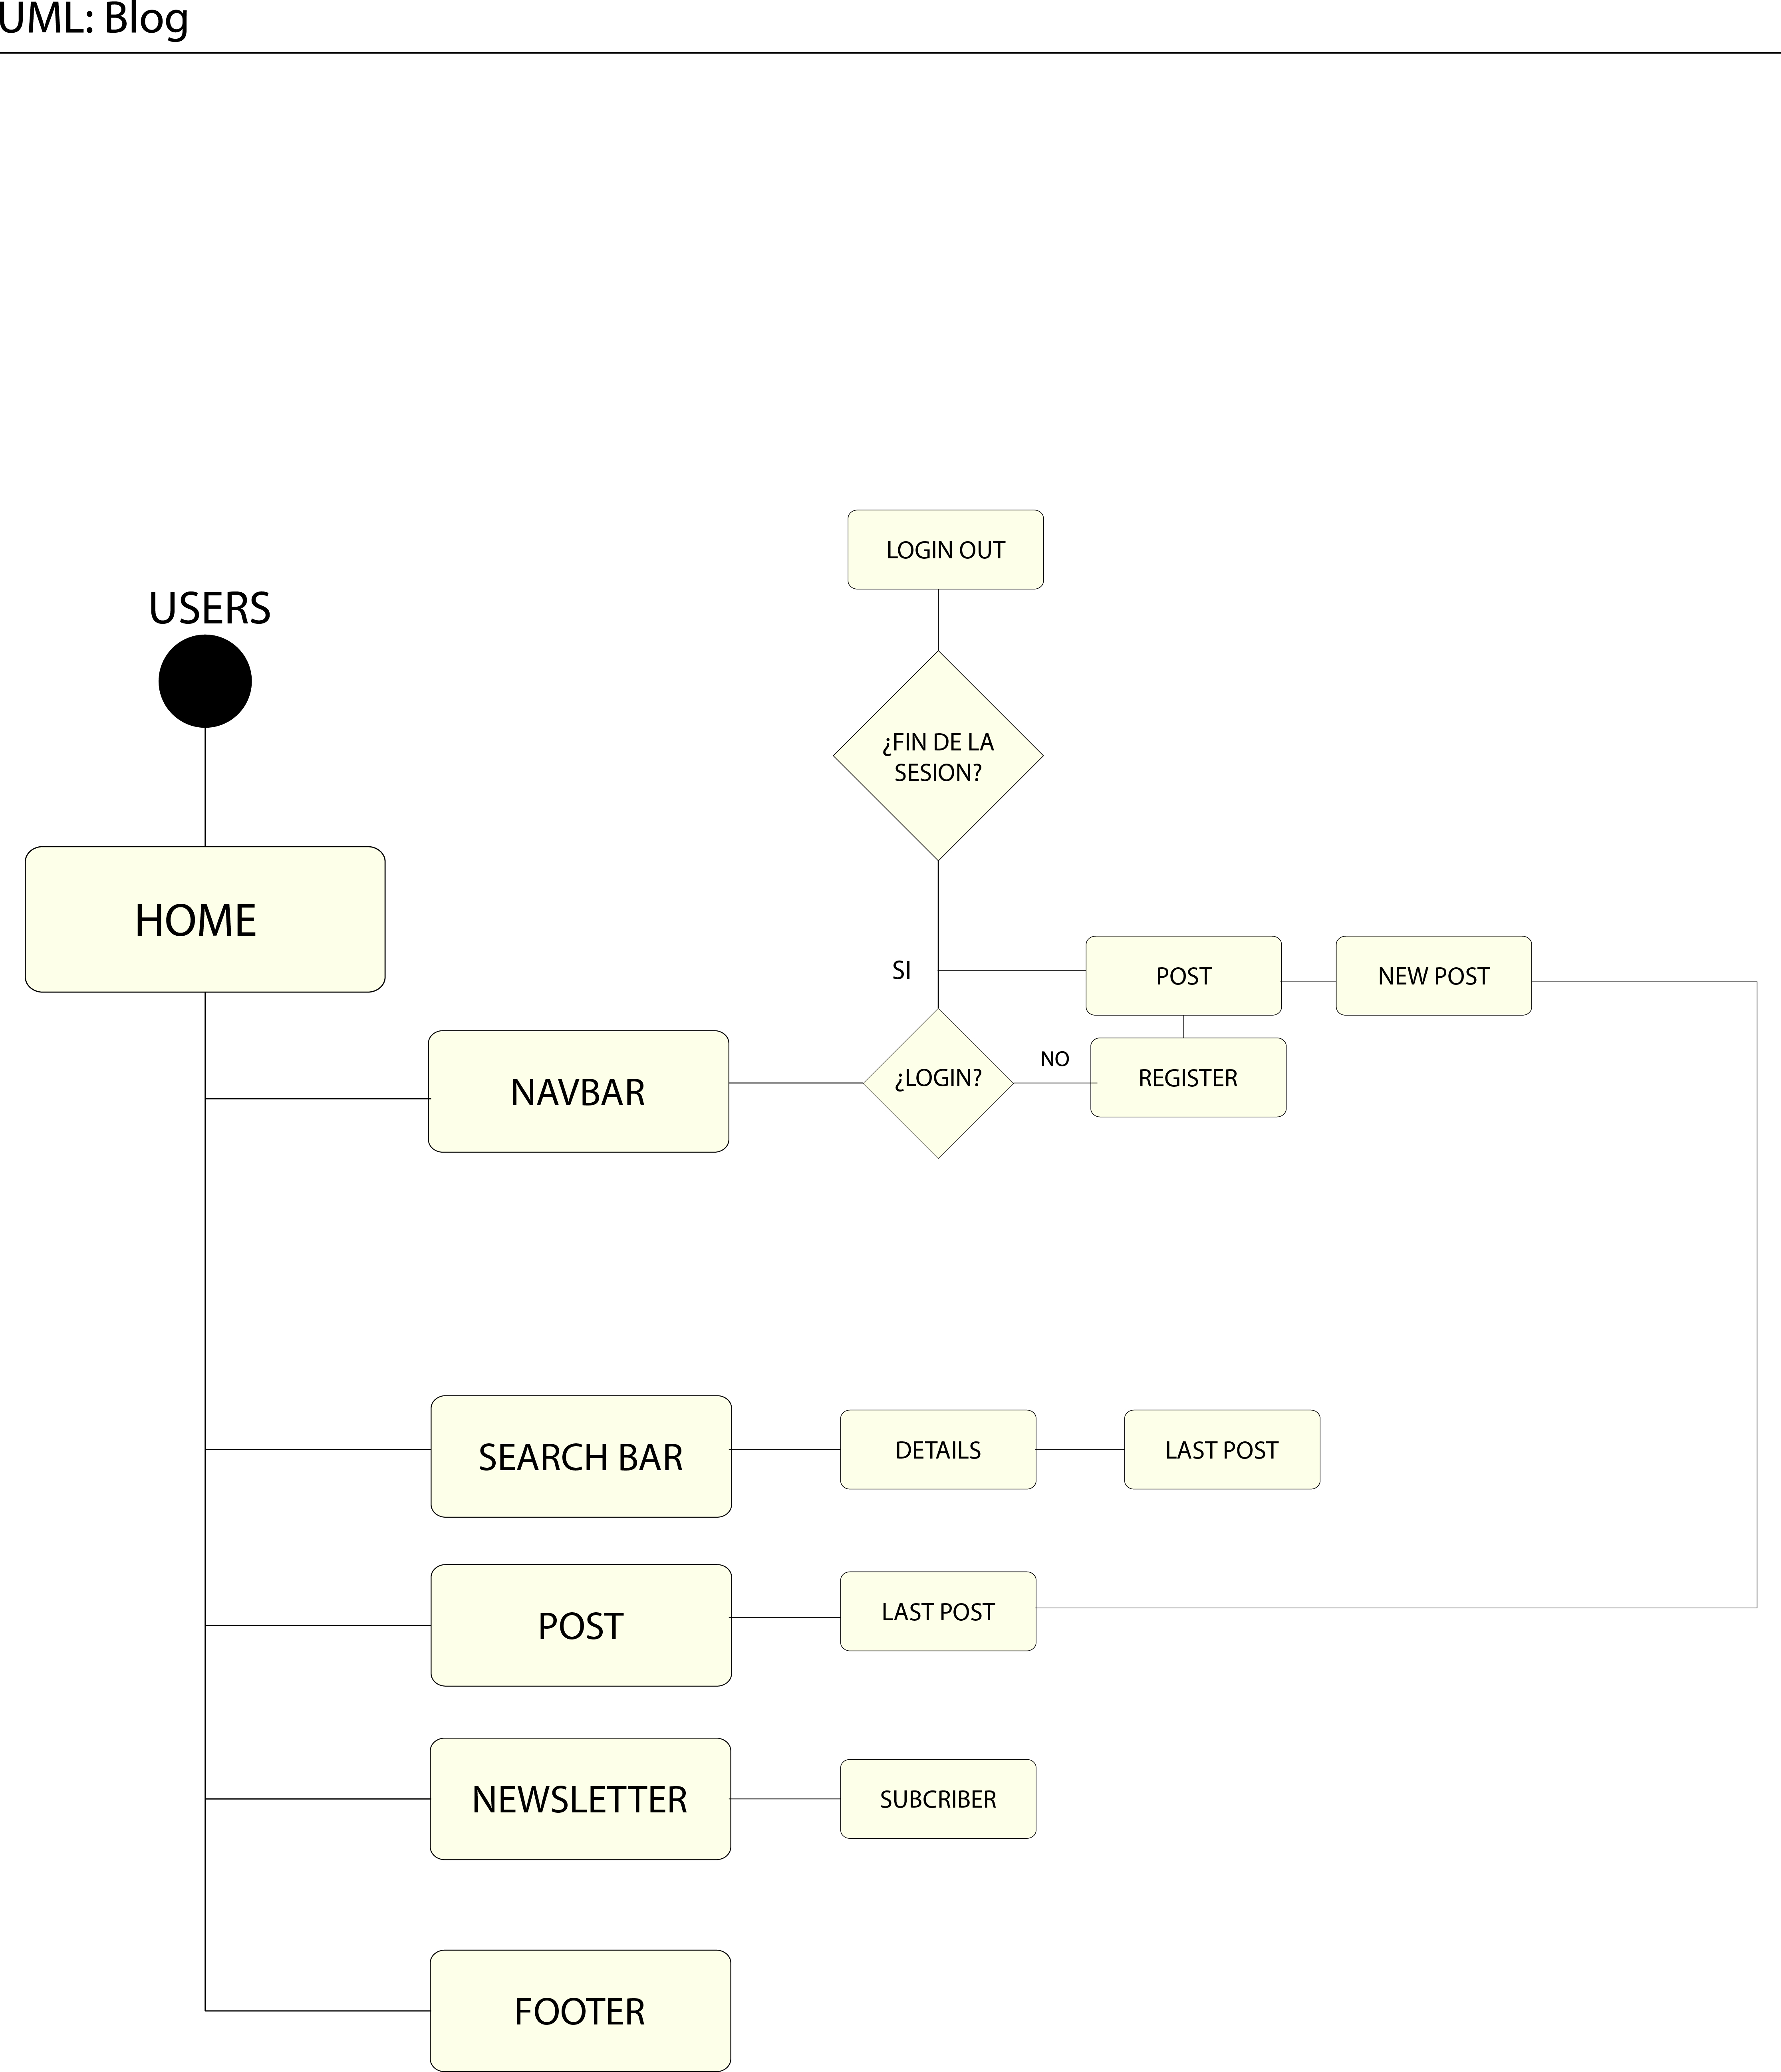 UML: Blog
LOGIN OUT
USERS
¿FIN DE LA
SESION?
HOME
SI
POST
NEW POST
NAVBAR
¿LOGIN?
NO
REGISTER
SEARCH BAR
DETAILS
LAST POST
POST
LAST POST
NEWSLETTER
SUBCRIBER
FOOTER